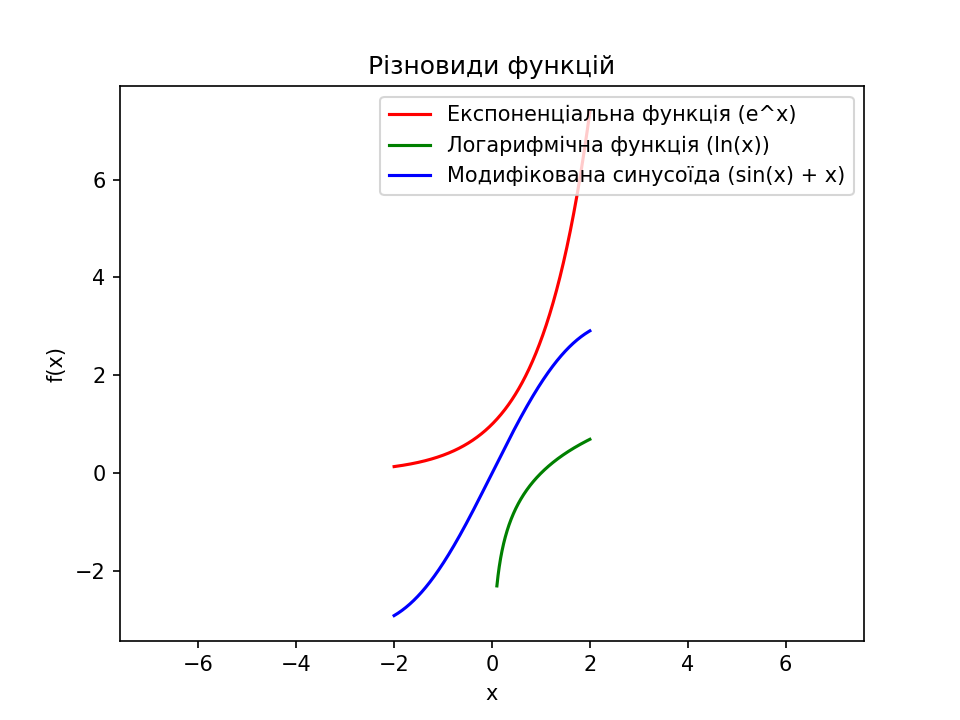 Різновиди функцій
Експоненціальна функція (e^x)
Логарифмічна функція (ln(x))
Модифікована синусоїда (sin(x) + x)
f(x)
6
4
2
0
−2
−6 −4 −2 0 2 4 6
x